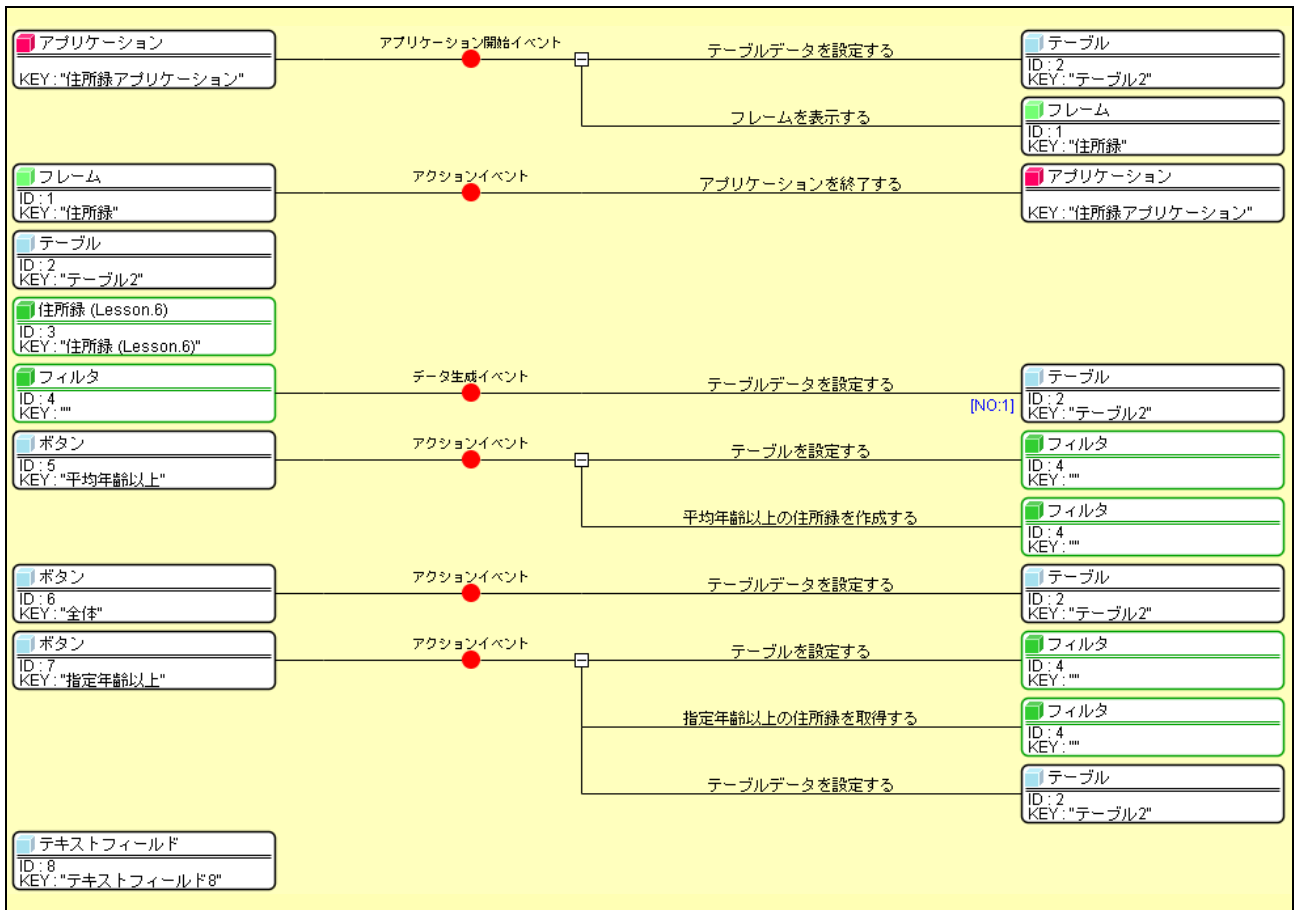 アプリケーション
KEY : "住所録アプリケーション"
アプリケーション開始イベント
テーブルデータを設定する
テーブル
ID : 2
KEY : "テーブル2"
フレームを表示する
フレーム
ID : 1
KEY : "住所録"
フレーム
ID : 1
KEY : "住所録"
アクションイベント
アプリケーションを終了する
アプリケーション
KEY : "住所録アプリケーション"
テーブル
ID : 2
KEY : "テーブル2"
住所録 (Lesson.6)
ID : 3
KEY : "住所録 (Lesson.6)"
フィルタ
ID : 4
KEY : ""
データ生成イベント
テーブルデータを設定する
[NO:1]
テーブル
ID : 2
KEY : "テーブル2"
ボタン
ID : 5
KEY : "平均年齢以上"
アクションイベント
テーブルを設定する
フィルタ
ID : 4
KEY : ""
平均年齢以上の住所録を作成する
フィルタ
ID : 4
KEY : ""
ボタン
ID : 6
KEY : "全体"
アクションイベント
テーブルデータを設定する
テーブル
ID : 2
KEY : "テーブル2"
ボタン
ID : 7
KEY : "指定年齢以上"
アクションイベント
テーブルを設定する
フィルタ
ID : 4
KEY : ""
指定年齢以上の住所録を取得する
フィルタ
ID : 4
KEY : ""
テーブルデータを設定する
テーブル
ID : 2
KEY : "テーブル2"
テキストフィールド
ID : 8
KEY : "テキストフィールド8"